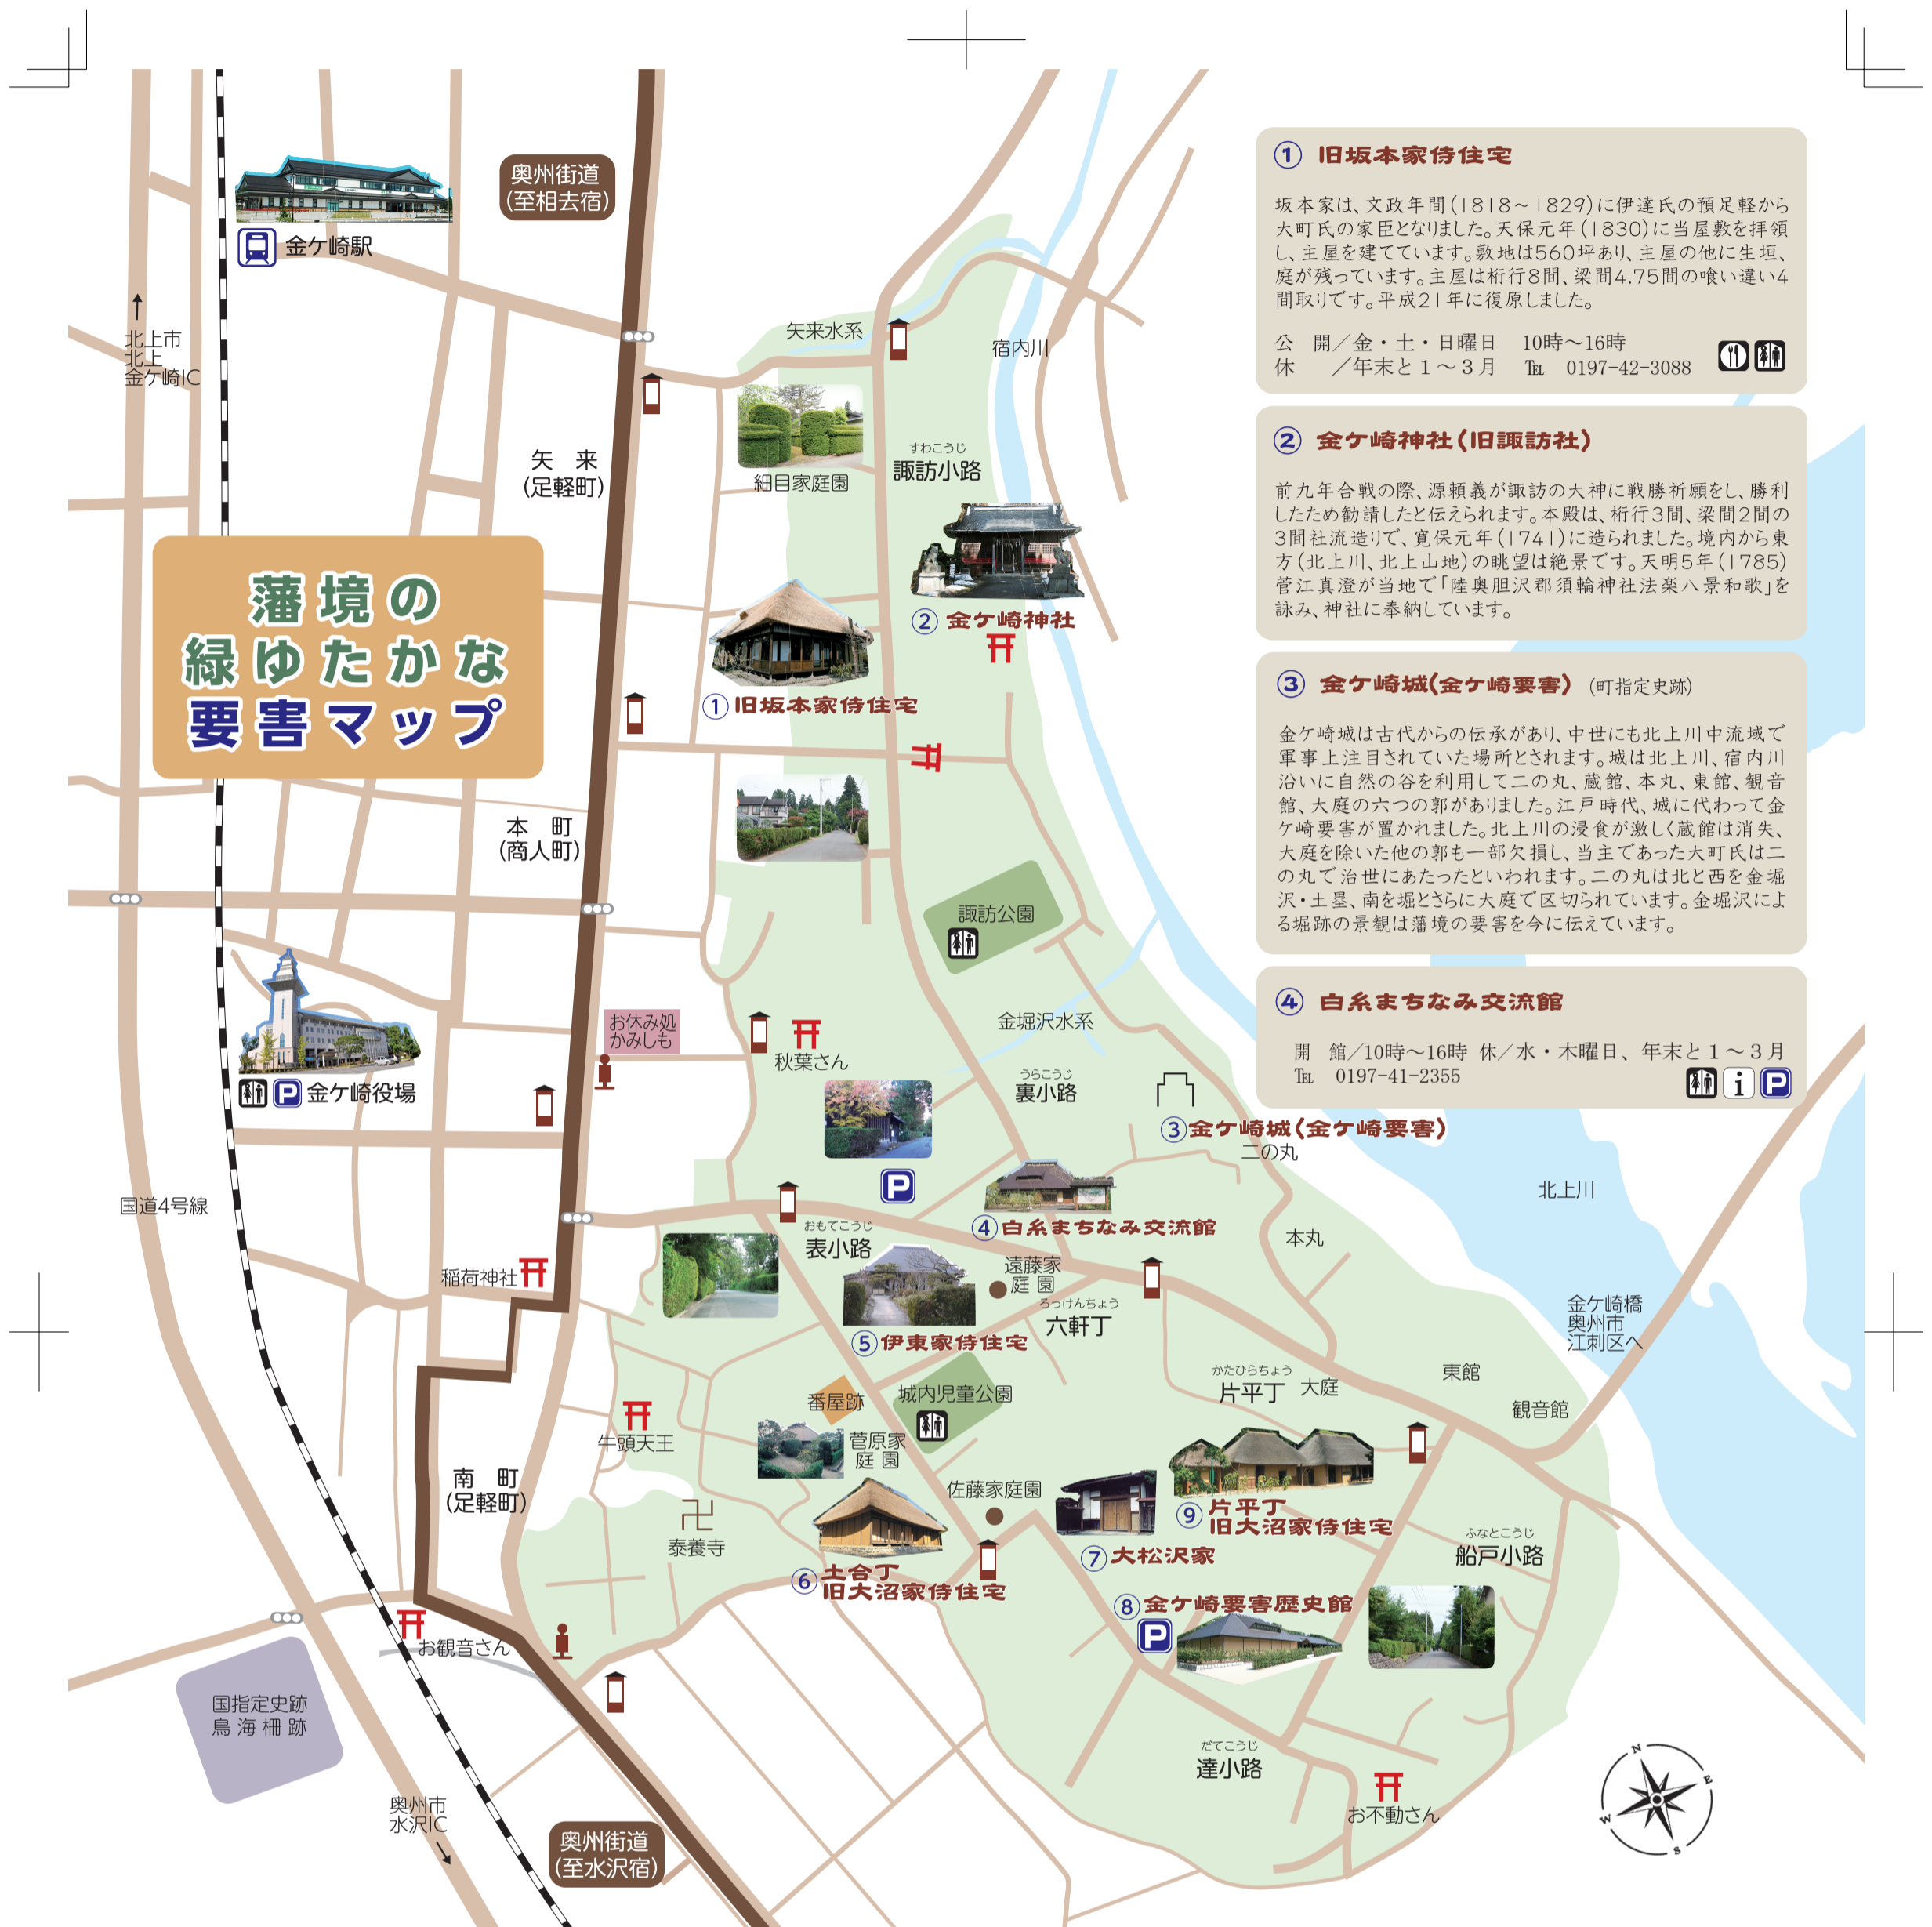 藩境の
緑ゆたかな
要害マップ
奥州街道
(至相去宿)
金ケ崎駅
北上市
北上
金ケ崎IC
矢来水系
宿内川
矢　来
(足軽町)
細目家庭園
すわこうじ
諏訪小路
② 金ケ崎神社
① 旧坂本家侍住宅
本　町
(商人町)
諏訪公園
お休み処
かみしも
秋葉さん
金堀沢水系
うらこうじ
裏小路
P 金ケ崎役場
③ 金ケ崎城(金ケ崎要害)
二の丸
P
北上川
国道4号線
④ 白糸まちなみ交流館
おもてこうじ
表小路
本丸
稲荷神社
遠藤家
庭 園
ろっけんちょう
六軒丁
⑤ 伊東家侍住宅
金ケ崎橋
奥州市
江刺区へ
かたひらちょう
片平丁
大庭
東館
観音館
番屋跡
城内児童公園
牛頭天王
菅原家
庭 園
南　町
(足軽町)
佐藤家庭園
卍
泰養寺
⑨ 片平丁
旧大沼家侍住宅
ふなとこうじ
船戸小路
⑦ 大松沢家
⑥ 土合丁
旧大沼家侍住宅
⑧ 金ケ崎要害歴史館
P
お観音さん
国指定史跡
鳥 海 柵 跡
だてこうじ
達小路
お不動さん
奥州市
水沢IC
奥州街道
(至水沢宿)
N
E
W
S
① 旧坂本家侍住宅
坂本家は、文政年間(1818〜1829)に伊達氏の預足軽から
大町氏の家臣となりました。天保元年(1830)に当屋敷を拝領
し、主屋を建てています。敷地は560坪あり、主屋の他に生垣、
庭が残っています。主屋は桁行8間、梁間4.75間の喰い違い4
間取りです。平成21年に復原しました。
公　開／金・土・日曜日　10時〜16時
休　　／年末と１〜３月　℡　0197-42-3088
② 金ケ崎神社(旧諏訪社)
前九年合戦の際、源頼義が諏訪の大神に戦勝祈願をし、勝利
したため勧請したと伝えられます。本殿は、桁行3間、梁間2間の
3間社流造りで、寛保元年(1741)に造られました。境内から東
方(北上川、北上山地)の眺望は絶景です。天明5年(1785)
菅江真澄が当地で「陸奥胆沢郡須輪神社法楽八景和歌」を
詠み、神社に奉納しています。
③ 金ケ崎城(金ケ崎要害) (町指定史跡)
金ケ崎城は古代からの伝承があり、中世にも北上川中流域で
軍事上注目されていた場所とされます。城は北上川、宿内川
沿いに自然の谷を利用して二の丸、蔵館、本丸、東館、観音
館、大庭の六つの郭がありました。江戸時代、城に代わって金
ケ崎要害が置かれました。北上川の浸食が激しく蔵館は消失、
大庭を除いた他の郭も一部欠損し、当主であった大町氏は二
の丸で治世にあたったといわれます。二の丸は北と西を金堀
沢・土塁、南を堀とさらに大庭で区切られています。金堀沢によ
る堀跡の景観は藩境の要害を今に伝えています。
④ 白糸まちなみ交流館
開　館／10時〜16時 休／水・木曜日、年末と１〜３月
℡　0197-41-2355
i P